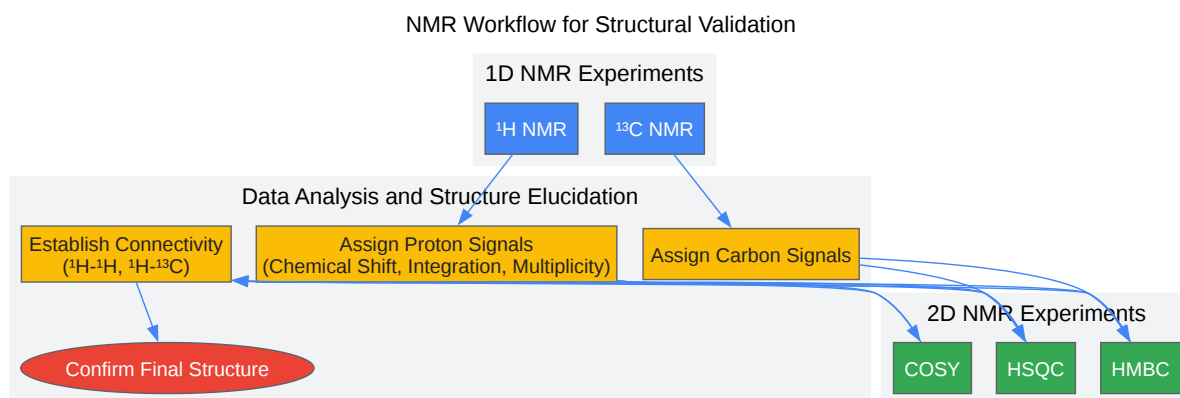 NMR Workflow for Structural Validation
1D NMR Experiments
¹H NMR
¹³C NMR
Data Analysis and Structure Elucidation
Establish Connectivity
(¹H-¹H, ¹H-¹³C)
Assign Proton Signals
(Chemical Shift, Integration, Multiplicity)
Assign Carbon Signals
2D NMR Experiments
COSY
HSQC
HMBC
Confirm Final Structure